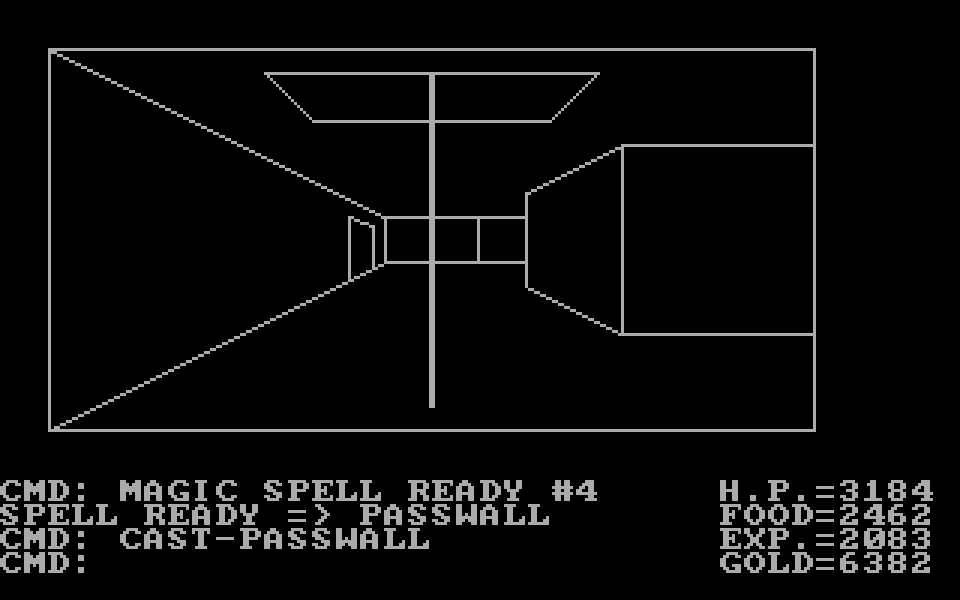 CMD: MAGIC SPELL READY #4 H.P.=3184
SPELL READY => PASSWALL FOOD=2462
CMD: CAST-PASSWALL EXP.=2083
CMD: GOLD=6382